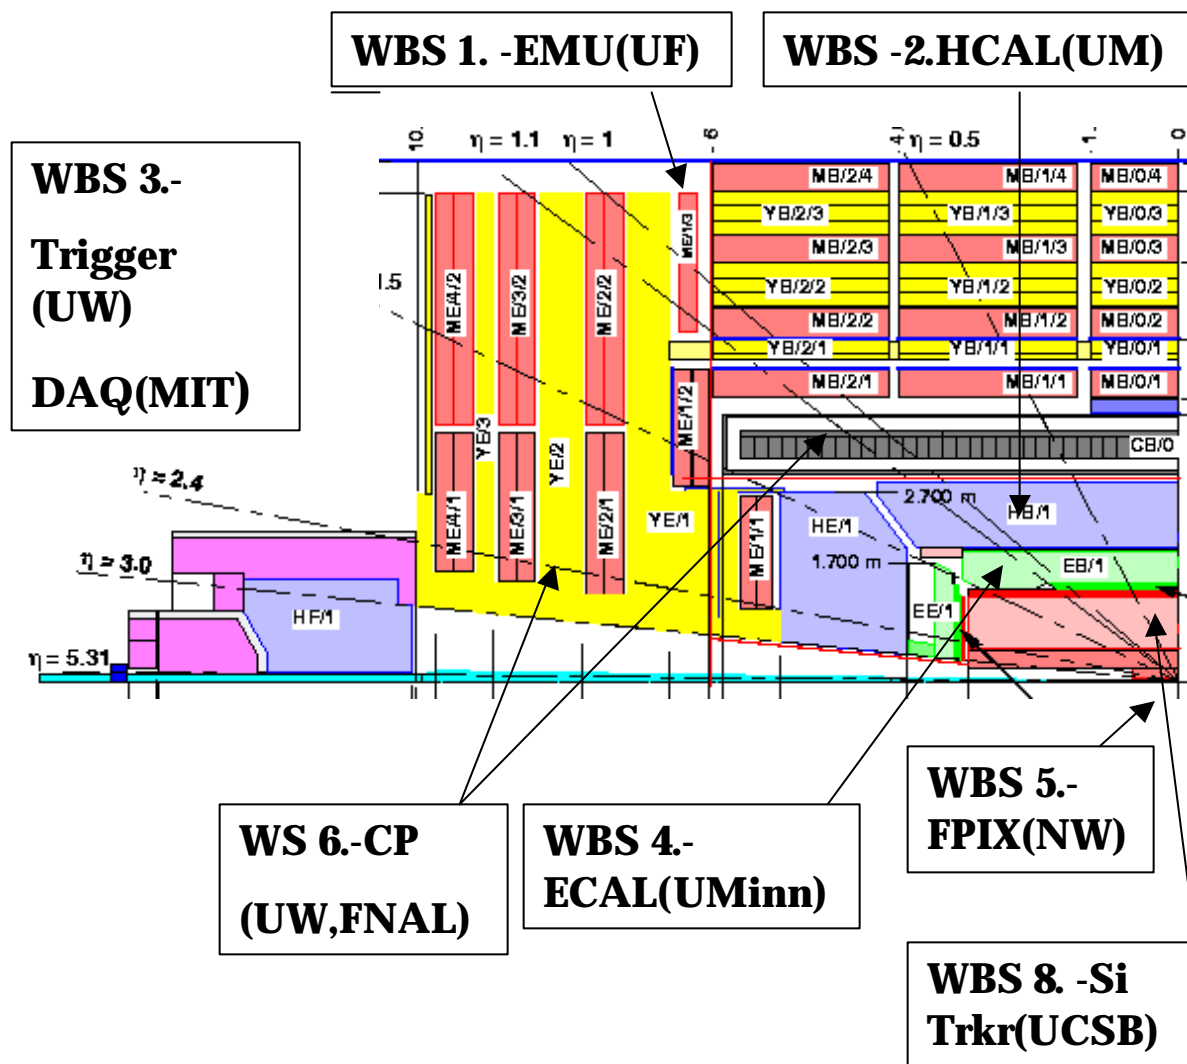 WBS 1. -EMU(UF)
WBS -2.HCAL(UM)
WBS 3.-
Trigger
(UW)
DAQ(MIT)
10.
η = 1.1
η = 1
η = 0.5
.1.
0
MB/2/4
MB/1/4
MB/0/4
YB/2/3
YB/1/3
YB/0/3
MB/2/3
MB/1/3
MB/0/3
YB/2/2
YB/1/2
YB/0/2
MB/2/2
MB/1/2
MB/0/2
YB/2/1
YB/1/1
YB/0/1
MB/2/1
MB/1/1
MB/0/1
ME/1/3
ME/4/2
ME/3/2
ME/2/2
ME/1/2
YE/3
YE/2
YE/1
ME/4/1
ME/3/1
ME/2/1
ME/1/1
CB/0
2.700 m
HB/1
HE/1
1.700 m
EB/1
EE/1
η = 2.4
η = 3.0
HF/1
η = 5.31
WS 6.-CP
(UW,FNAL)
WBS 4.-
ECAL(UMinn)
WBS 5.-
FPIX(NW)
WBS 8. -Si
Trkr(UCSB)